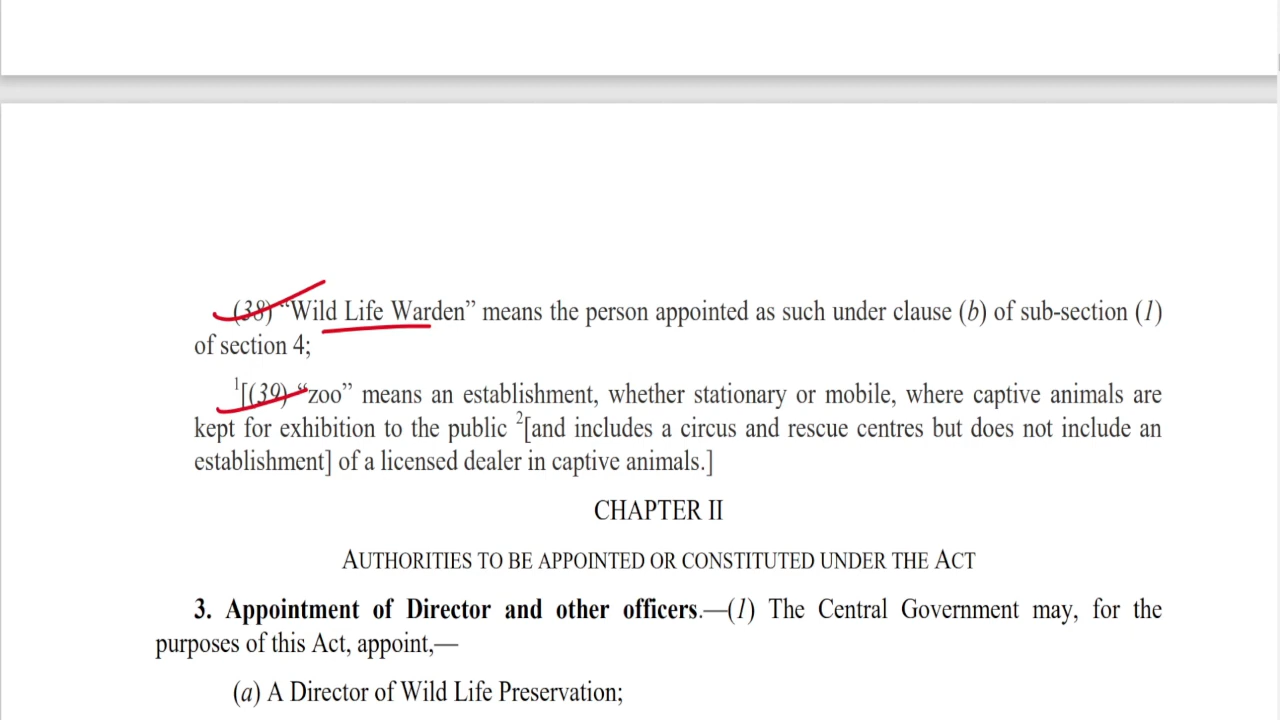 (38) “Wild Life Warden” means the person appointed as such under clause (b) of sub-section (1)
of section 4;
1[(39) “zoo” means an establishment, whether stationary or mobile, where captive animals are
kept for exhibition to the public 2[and includes a circus and rescue centres but does not include an
establishment] of a licensed dealer in captive animals.]
CHAPTER II
AUTHORITIES TO BE APPOINTED OR CONSTITUTED UNDER THE ACT
3. Appointment of Director and other officers.—(1) The Central Government may, for the
purposes of this Act, appoint,—
(a) A Director of Wild Life Preservation;